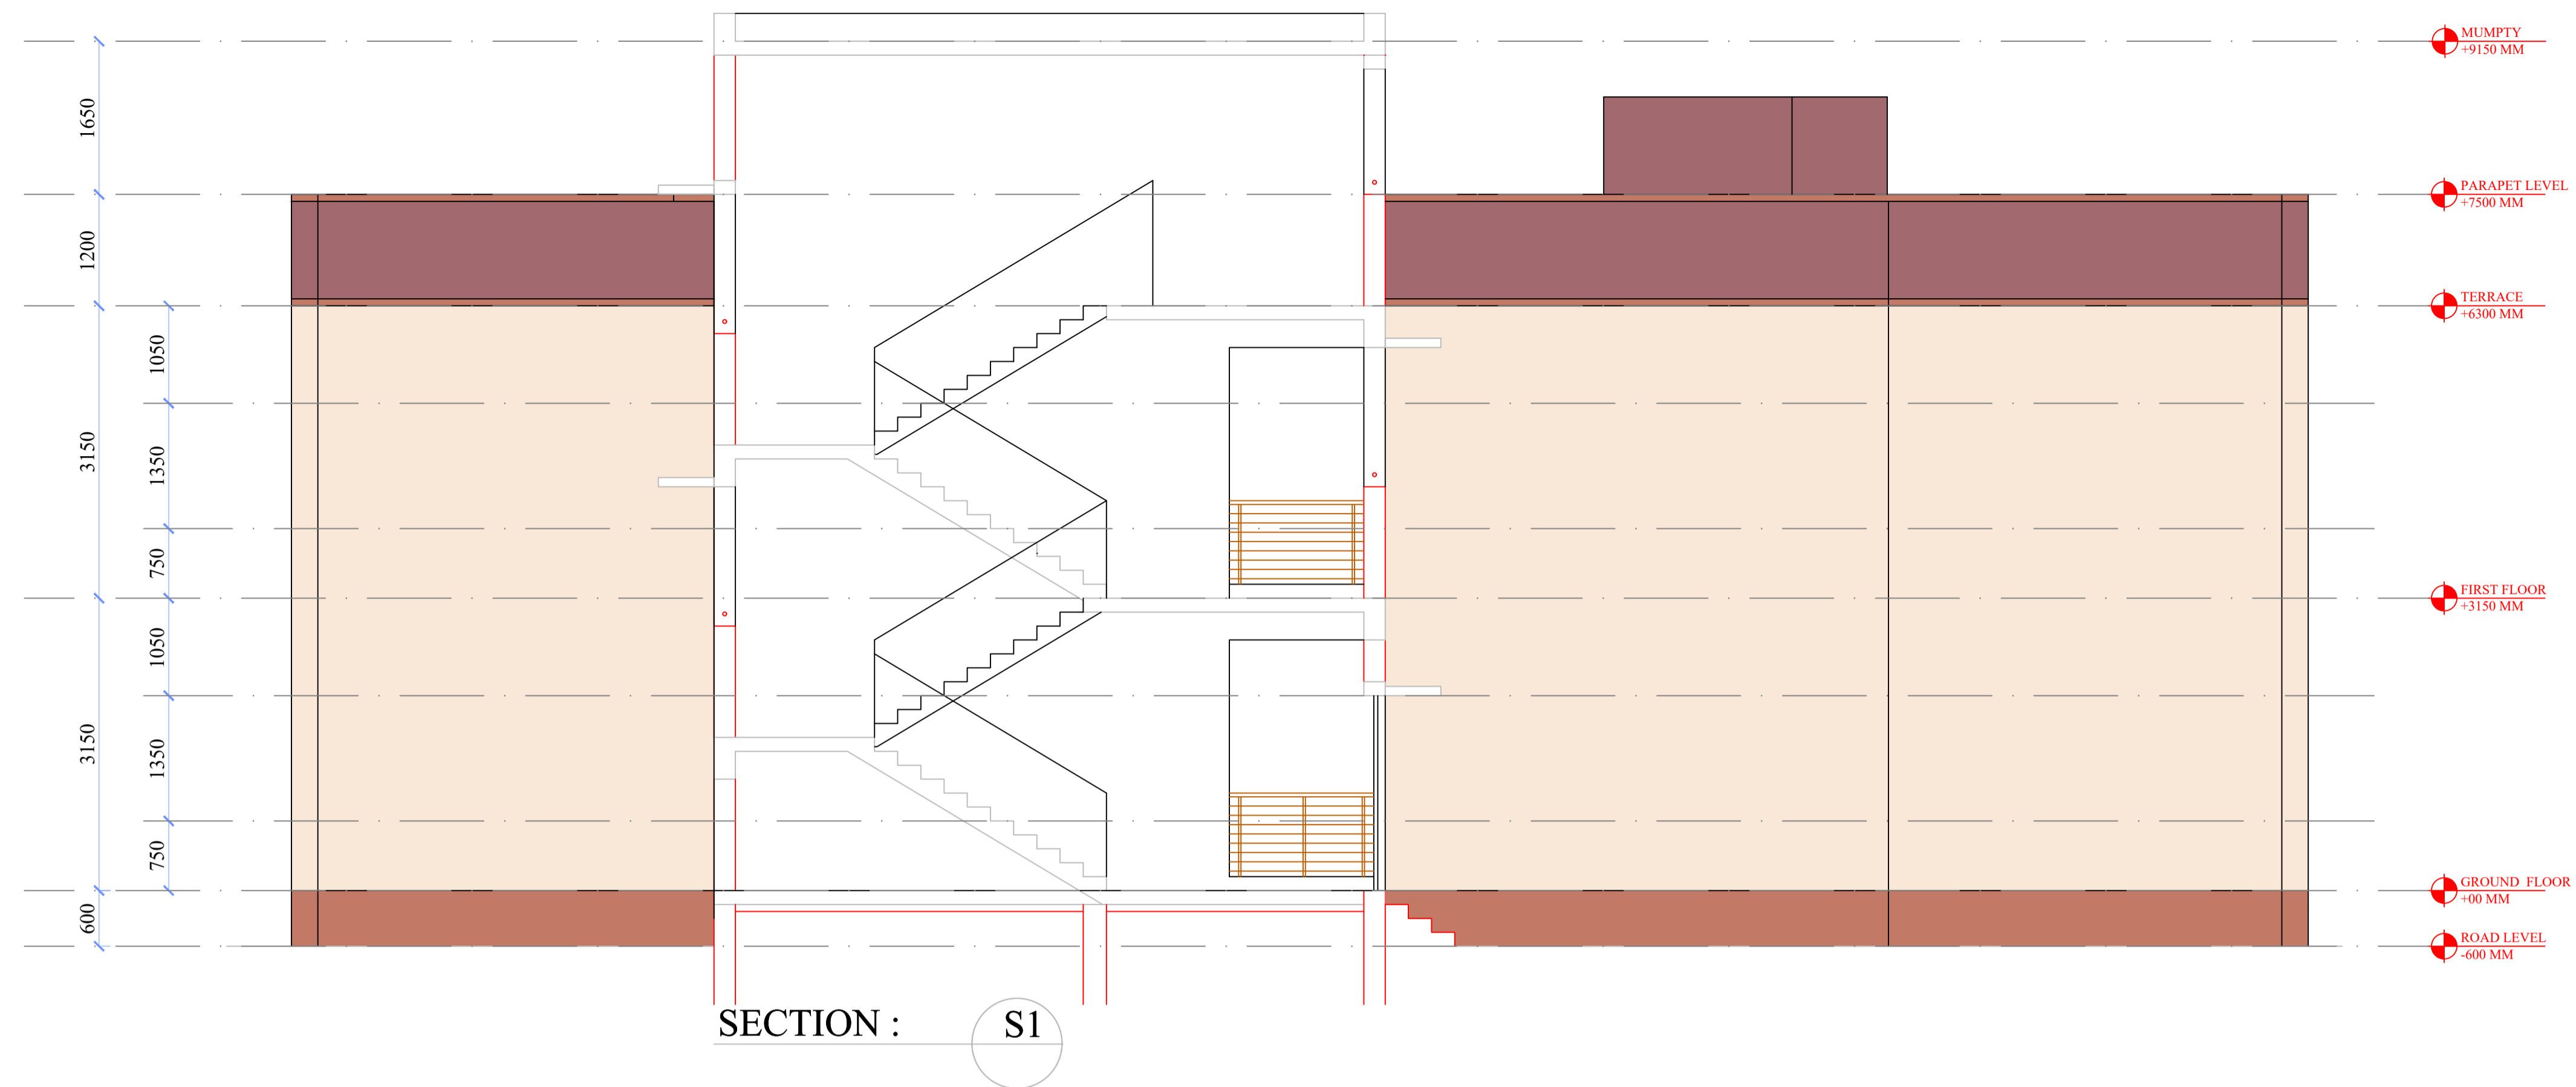 MUMPTY
+9150 MM
1650
PARAPET LEVEL
+7500 MM
1200
TERRACE
+6300 MM
1050
3150
1350
750
FIRST FLOOR
+3150 MM
1050
3150
1350
750
GROUND FLOOR
+00 MM
600
ROAD LEVEL
-600 MM
SECTION : S1